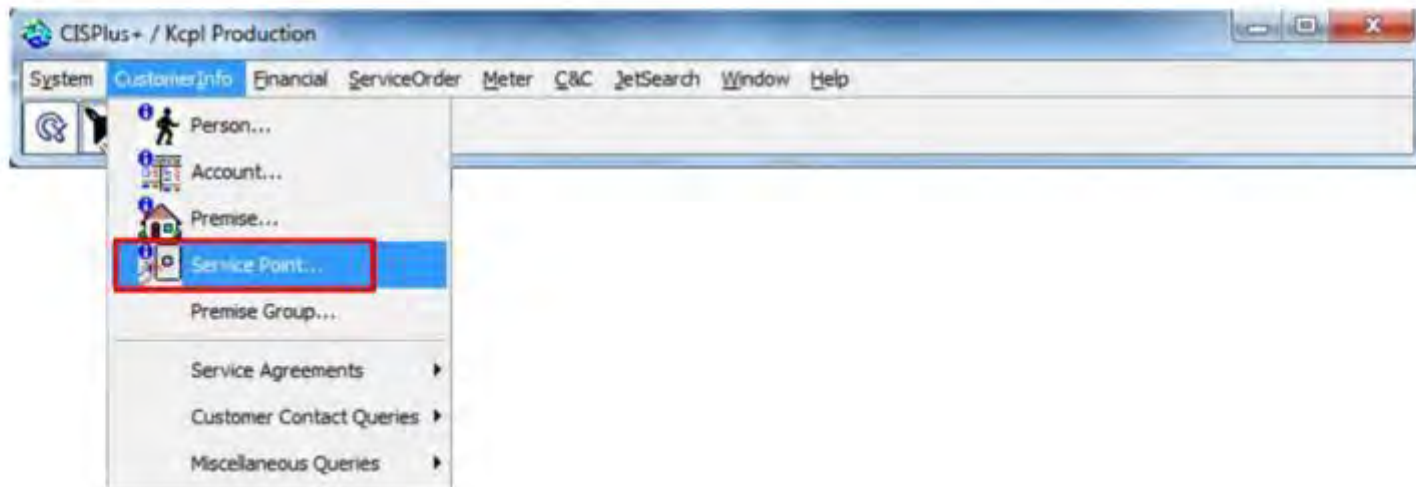 CISPlus+ / Kcpl Production
System CustomerInfo Financial ServiceOrder Meter C&C JetSearch Window Help
Person...
Account...
Premise...
Service Point...
Premise Group...
Service Agreements
Customer Contact Queries
Miscellaneous Queries